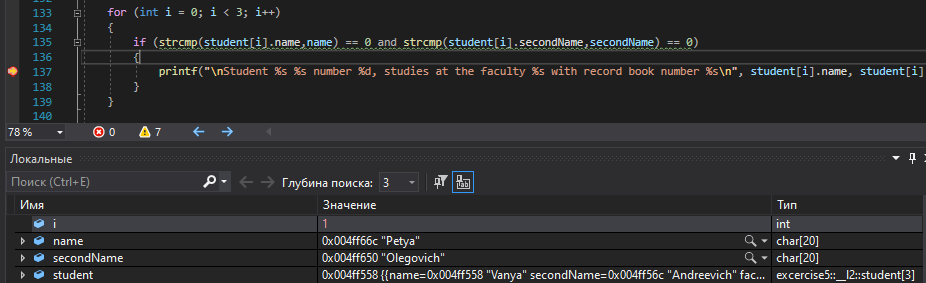 133 for (int i = 0; i < 3; i++)
134 {
135 if (strcmp(student[i].name,name) == 0 and strcmp(student[i].secondName,secondName) == 0)
136 {
137 printf("\nStudent %s %s number %d, studies at the faculty %s with record book number %s\n", student[i].name, student[i]
138 }
139 }
140
78 % 0 7
Локальные
Поиск (Ctrl+E) Глубина поиска: 3
Имя Значение Тип
i 1 int
name 0x004ff66c "Petya" char[20]
secondName 0x004ff650 "Olegovich" char[20]
student 0x004ff558 {{name=0x004ff558 "Vanya" secondName=0x004ff56c "Andreevich" fac... excercise5::__l2::student[3]